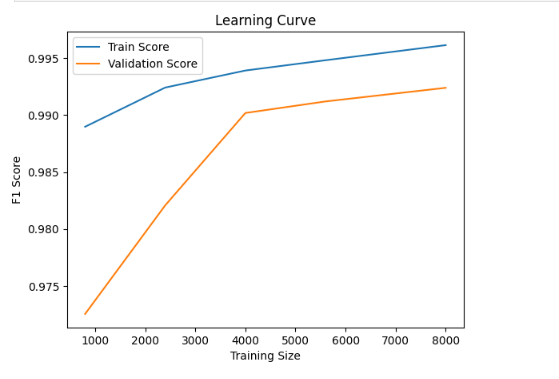 Learning Curve
Train Score
Validation Score
0.995
0.990
0.985
0.980
0.975
F1 Score
1000 2000 3000 4000 5000 6000 7000 8000
Training Size